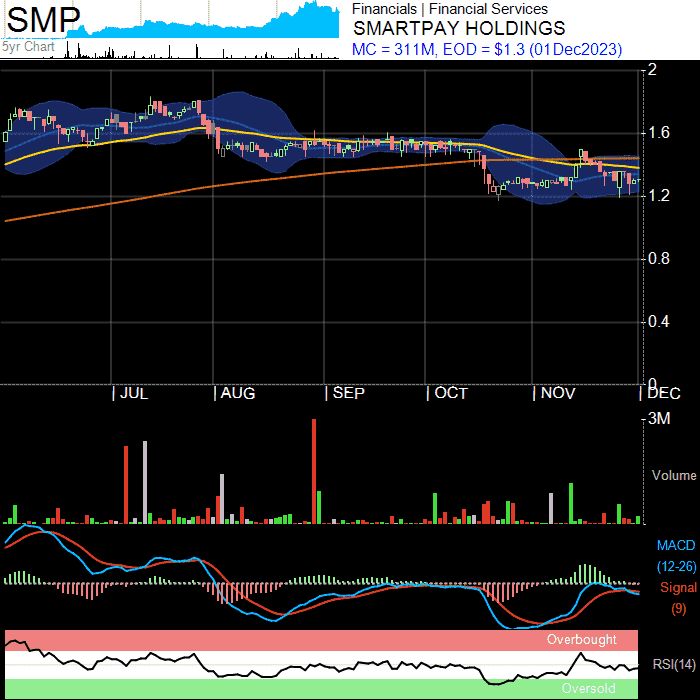 SMP
5yr Chart
Financials | Financial Services
SMARTPAY HOLDINGS
MC = 311M, EOD = $1.3 (01Dec2023)
2
1.6
1.2
0.8
0.4
0
| JUL | AUG | SEP | OCT | NOV | DEC
3M
Volume
MACD
(12-26)
Signal
(9)
Overbought
RSI(14)
Oversold